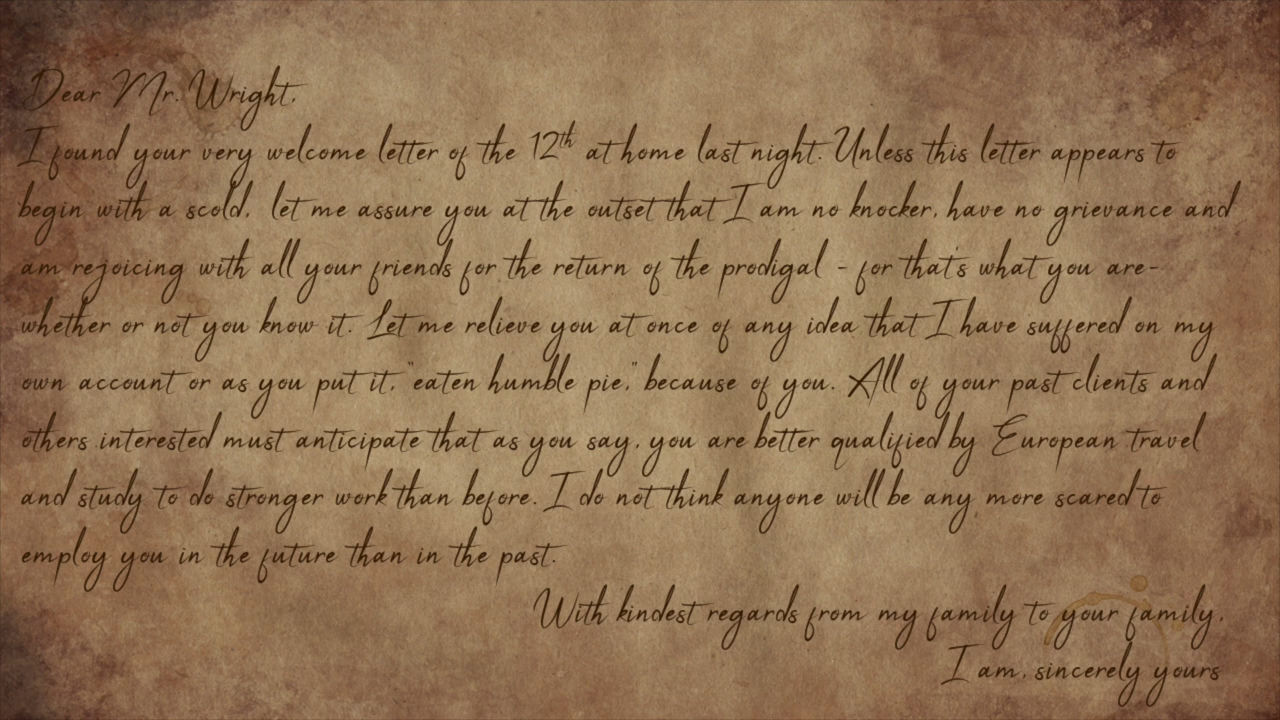 Dear Mr. Wright,
I found your very welcome letter of the 12th at home last night. Unless this letter appears to
begin with a scold, let me assure you at the outset that I am no knocker, have no grievance and
am rejoicing with all your friends for the return of the prodigal - for that's what you are-
whether or not you know it. Let me relieve you at once of any idea that I have suffered on my
own account or as you put it, "eaten humble pie," because of you. All of your past clients and
others interested must anticipate that as you say, you are better qualified by European travel
and study to do stronger work than before. I do not think anyone will be any more scared to
employ you in the future than in the past.
With kindest regards from my family to your family,
I am, sincerely yours